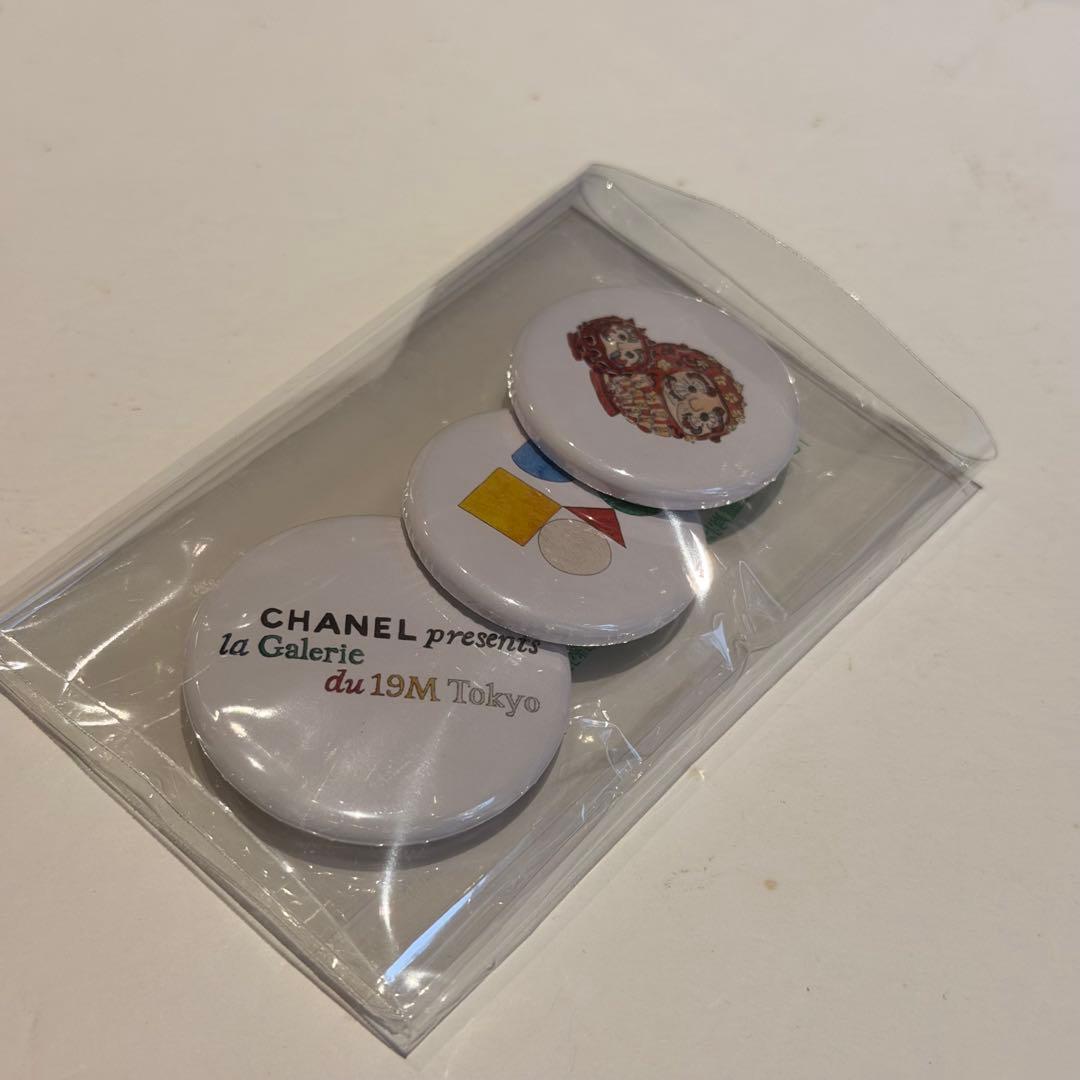 CHANEL presents
la Galerie
du 19M Tokyo